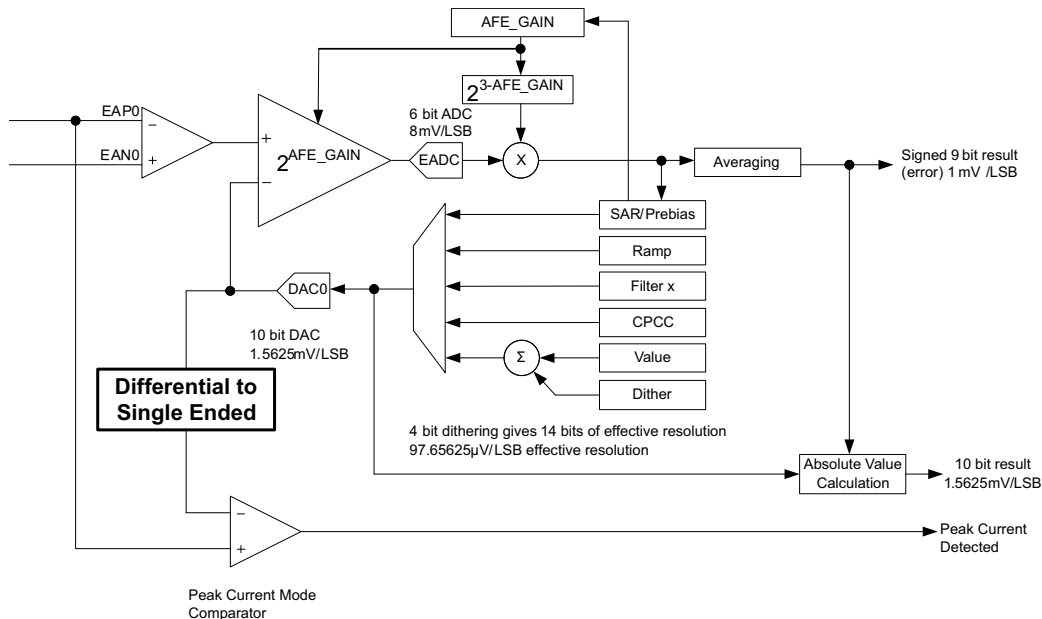 AFE_GAIN
2 3-AFE_GAIN
EAP0
EAN0
−
+
+
−
2 AFE_GAIN
6 bit ADC
8mV/LSB
EADC
X
Averaging
Signed 9 bit result
(error) 1 mV /LSB
SAR/Prebias
Ramp
Filter x
CPCC
Value
Dither
Σ
DAC0
10 bit DAC
1.5625mV/LSB
Differential to
Single Ended
4 bit dithering gives 14 bits of effective resolution
97.65625μV/LSB effective resolution
Absolute Value
Calculation
10 bit result
1.5625mV/LSB
−
+
Peak Current
Detected
Peak Current Mode
Comparator